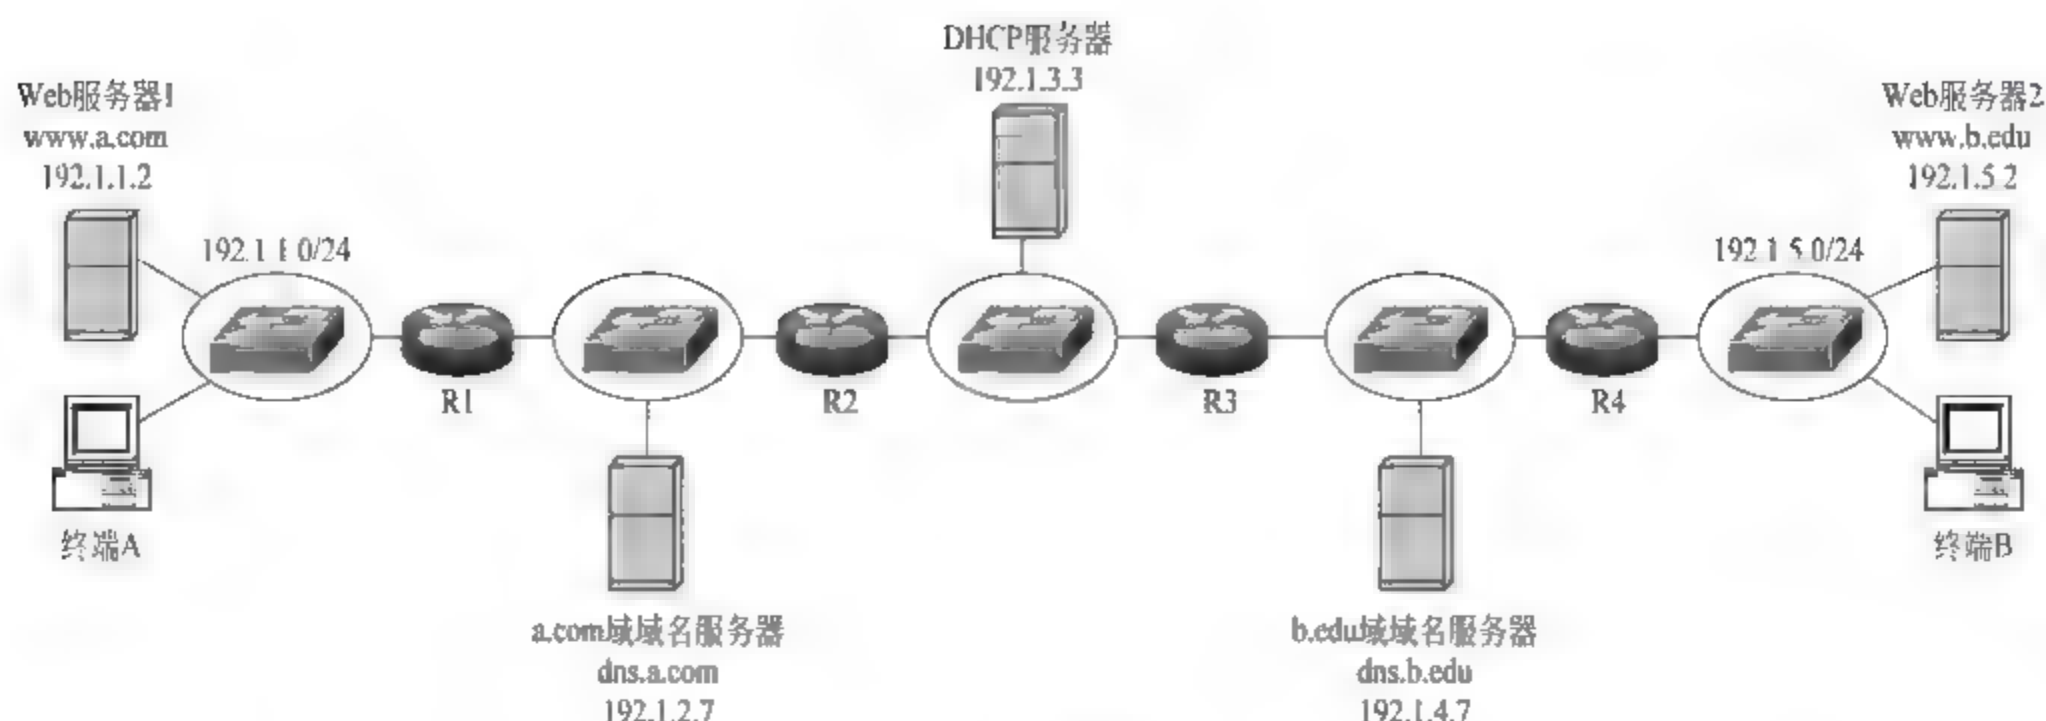 DHCP服务器
192.1.3.3
Web服务器1
www.a.com
192.1.1.2
Web服务器2
www.b.edu
192.1.5.2
192.1.1.0/24
192.1.5.0/24
R1
R2
R3
R4
终端A
终端B
a.com域域名服务器
dns.a.com
192.1.2.7
b.edu域域名服务器
dns.b.edu
192.1.4.7